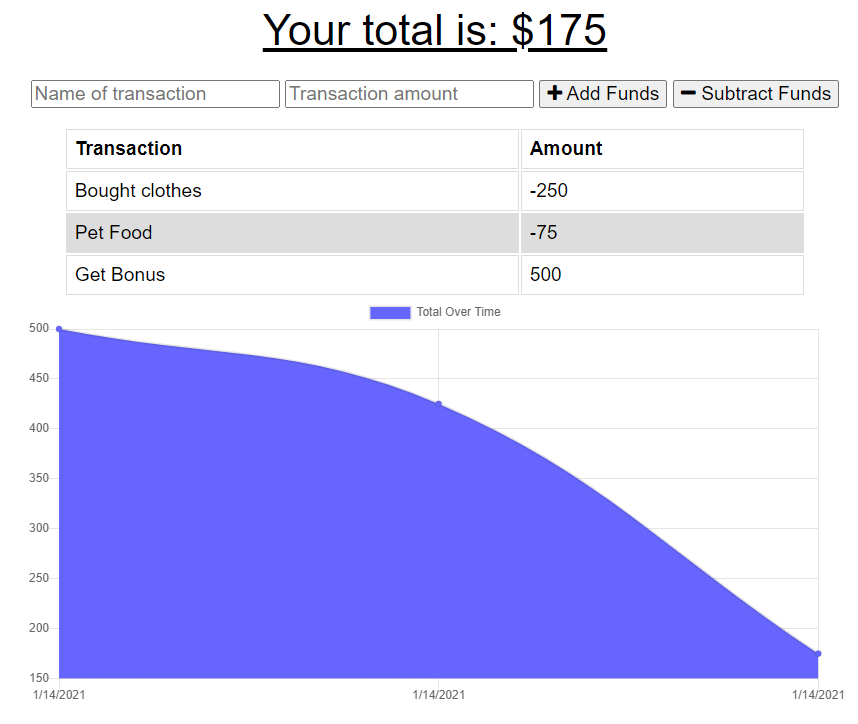 Your total is: $175
Name of transaction Transaction amount Add Funds Subtract Funds
Transaction Amount
Bought clothes -250
Pet Food -75
Get Bonus 500
Total Over Time
500
450
400
350
300
250
200
150
1/14/2021 1/14/2021 1/14/2021